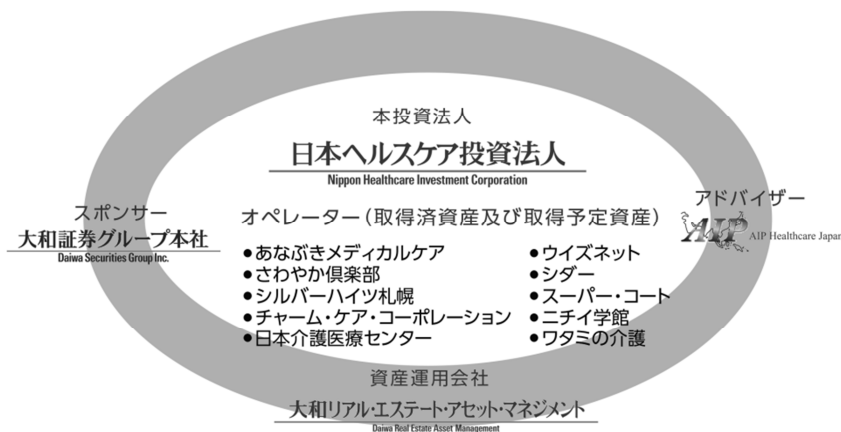 本投資法人
日本ヘルスケア投資法人
Nippon Healthcare Investment Corporation
スポンサー
大和証券グループ本社
Daiwa Securities Group Inc.
オペレーター（取得済資産及び取得予定資産）
アドバイザー
AIP AIP Healthcare Japan
●あなぶきメディカルケア
●さわやか倶楽部
●シルバーハイツ札幌
●チャーム・ケア・コーポレーション
●日本介護医療センター
●ウイズネット
●シダー
●スーパー・コート
●ニチイ学館
●ワタミの介護
資産運用会社
大和リアル・エステート・アセット・マネジメント
Daiwa Real Estate Asset Management